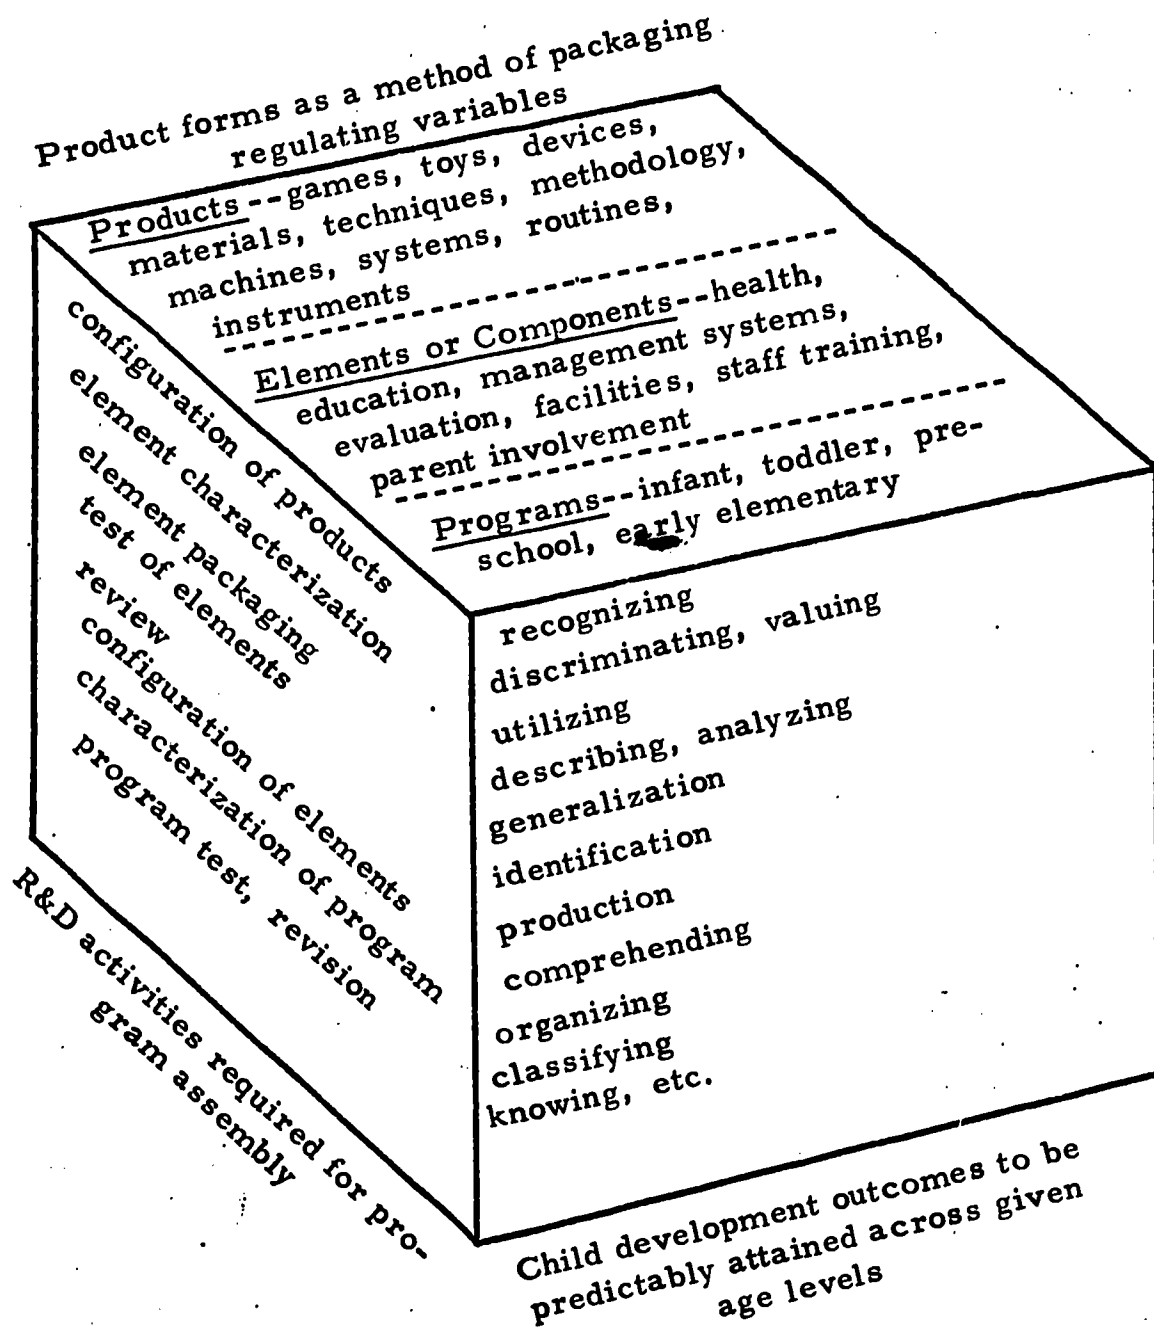 Product forms as a method of packaging
regulating variables
Products--games, toys, devices,
materials, techniques, methodology,
machines, systems, routines,
instruments
Elements or Components--health,
education, management systems,
evaluation, facilities, staff training,
parent involvement
Programs--infant, toddler, pre-
school, early elementary
configuration of products
element characterization
element packaging
test of elements
review
configuration of elements
characterization of program
program test, revision
R&D activities required for pro-
gram assembly
recognizing
discriminating, valuing
utilizing
describing, analyzing
generalization
identification
production
comprehending
organizing
classifying
knowing, etc.
Child development outcomes to be
predictably attained across given
age levels